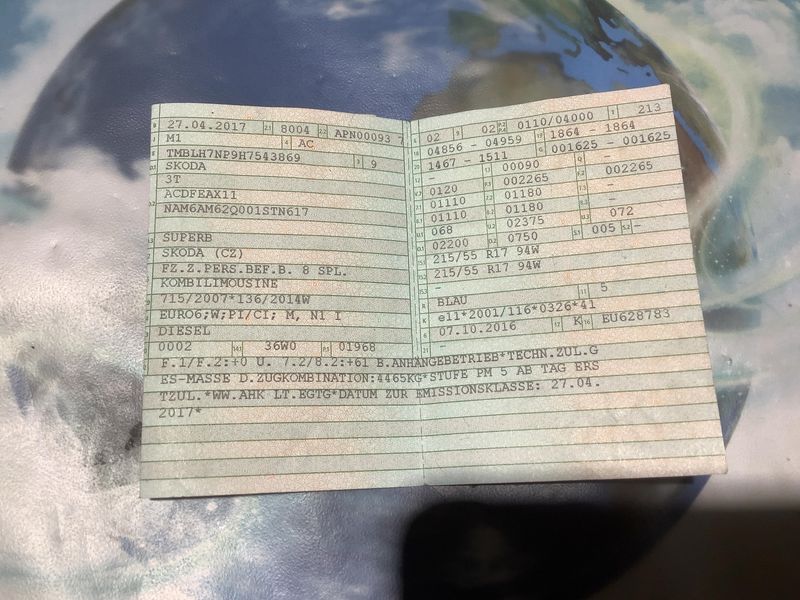 27.04.2017 8004 APN00093 7
M1 AC
TMBLH7NP9H7543869 9
SKODA
3T
ACDFEAX11
NAM6AM62Q001STN617
SUPERB
SKODA (CZ)
FZ.Z.PERS.BEF.B. 8 SPL.
KOMBILIMOUSINE
715/2007*136/2014W
EURO6;W;PI/CI; M, N1 I
DIESEL
0002 36W0 01968
02 02 0110/04000 213
04856 - 04959 1864 - 1864
1467 - 1511 001625 - 001625
- 00090 -
0120 002265 002265
01110 01180 -
01110 01180 -
068 02375 072
02200 0750 005 -
215/55 R17 94W
215/55 R17 94W
-
-
BLAU 5
e11*2001/116*0326*41
07.10.2016 K EU628783
-
F.1/F.2:+0 U. 7.2/8.2:+61 B.ANHÄNGEBETRIEB*TECHN.ZUL.G
ES-MASSE D.ZUGKOMBINATION:4465KG*STUFE PM 5 AB TAG ERS
TZUL.*WW.AHK LT.EGTG*DATUM ZUR EMISSIONSKLASSE: 27.04.
2017*